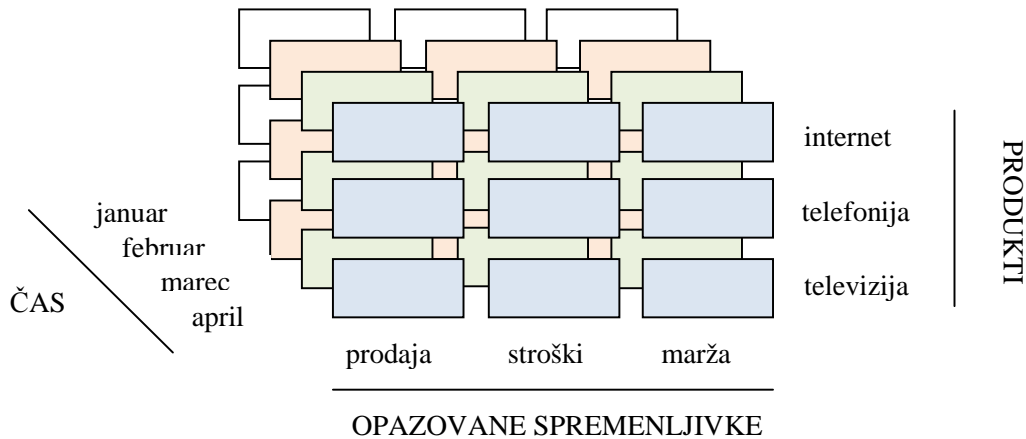 internet
telefonija
televizija
PRODUKTI
januar
februar
marec
april
ČAS
prodaja
stroški
marža
OPAZOVANE SPREMENLJIVKE